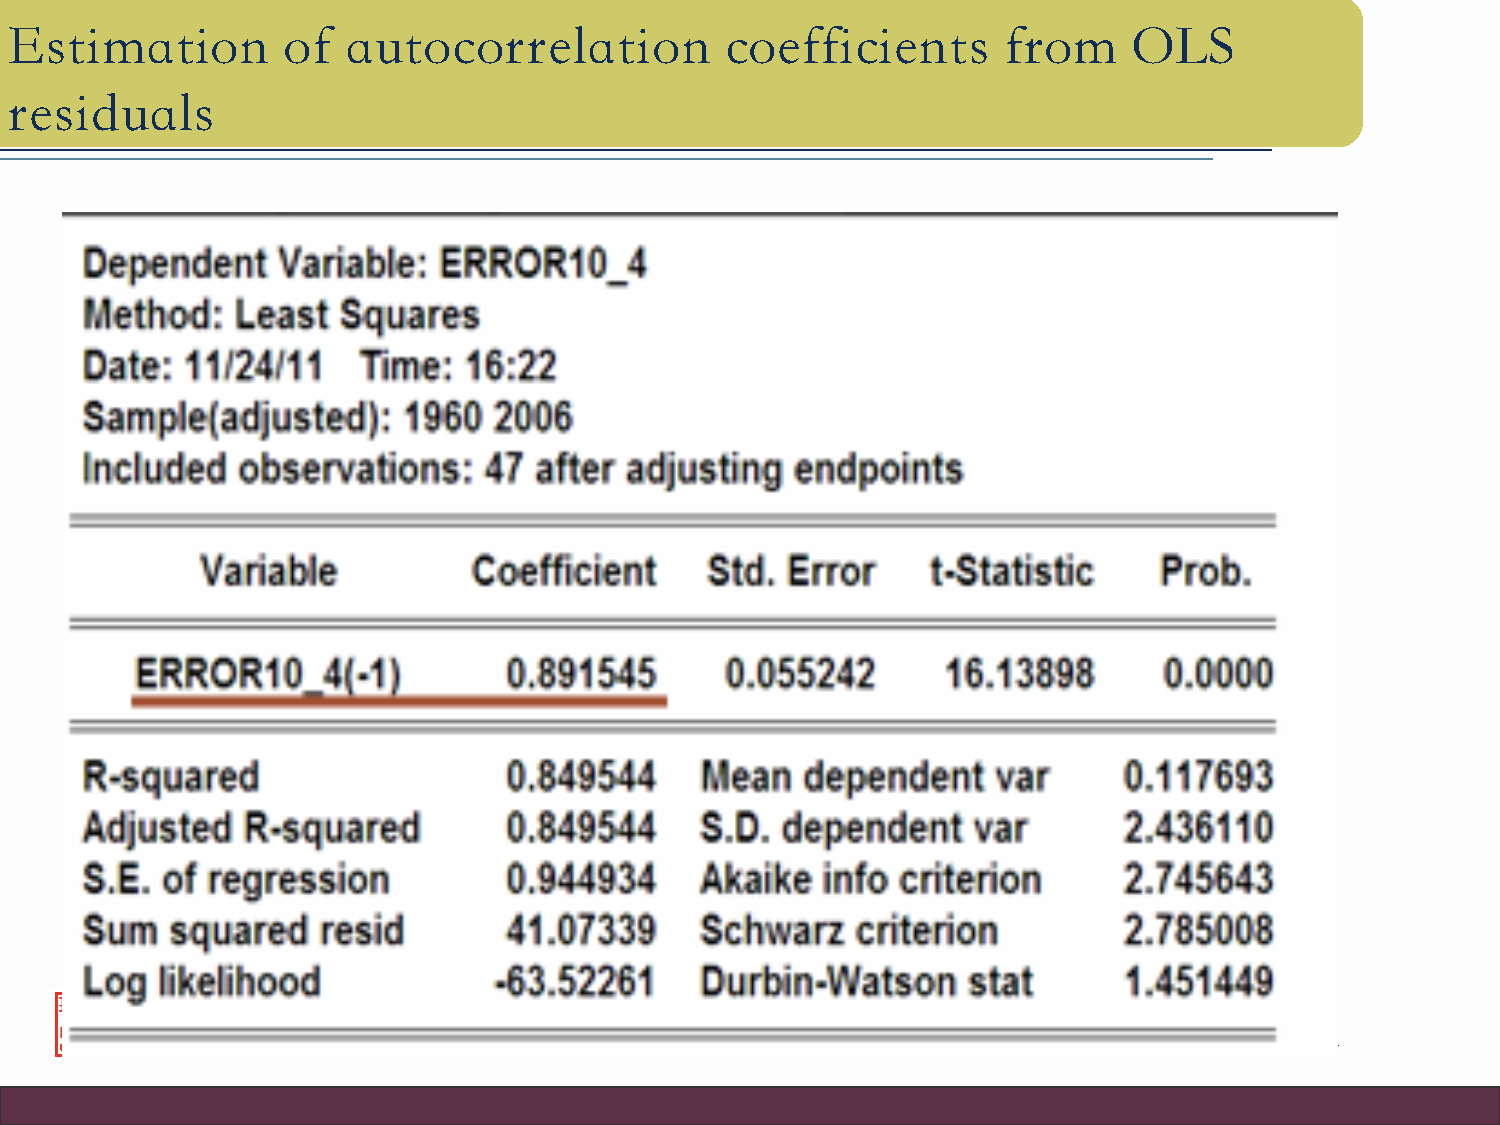 Estimation of autocorrelation coefficients from OLS
residuals
Dependent Variable: ERROR10_4
Method: Least Squares
Date: 11/24/11 Time: 16:22
Sample(adjusted): 1960 2006
Included observations: 47 after adjusting endpoints
Variable Coefficient Std. Error t-Statistic Prob.
ERROR10_4(-1) 0.891545 0.055242 16.13898 0.0000
R-squared 0.849544 Mean dependent var 0.117693
Adjusted R-squared 0.849544 S.D. dependent var 2.436110
S.E. of regression 0.944934 Akaike info criterion 2.745643
Sum squared resid 41.07339 Schwarz criterion 2.785008
Log likelihood -63.52261 Durbin-Watson stat 1.451449